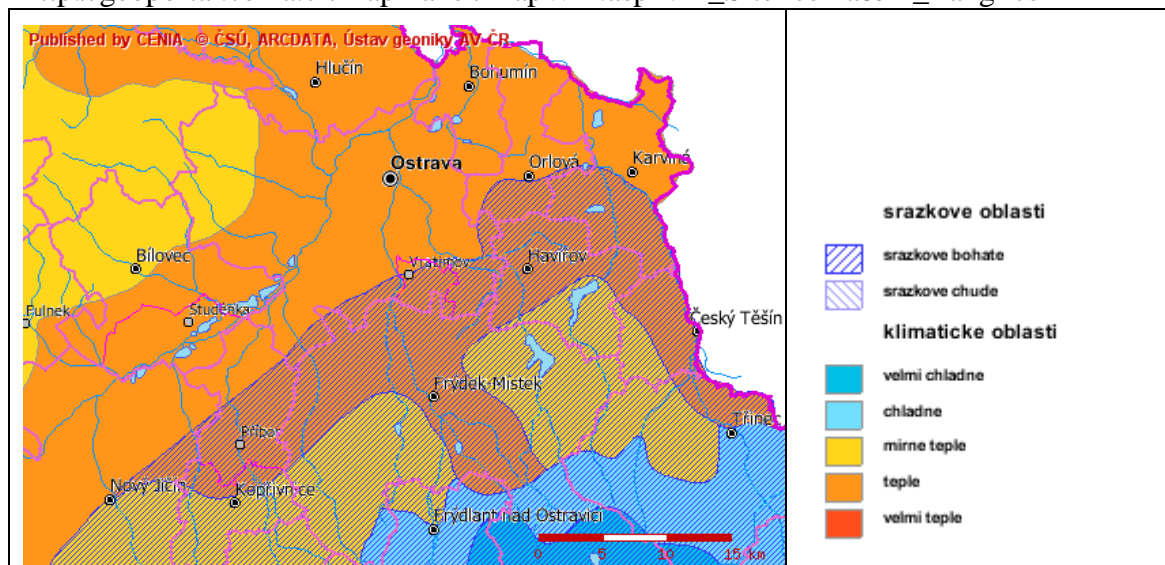 Published by CENIA © ČSÚ, ARCDATA, Ústav geoniky AV ČR
Hlučín
Bohumín
Ostrava
Orlová
Karviná
Bílovec
Vratimov
Havířov
Fulnek
Studénka
Český Těšín
Frýdek-Místek
Příbor
Třinec
Nový Jičín
Kopřivnice
Frýdlant nad Ostravicí
0 5 10 15 km
srazkove oblasti
srazkove bohate
srazkove chude
klimaticke oblasti
velmi chladne
chladne
mirne teple
teple
velmi teple